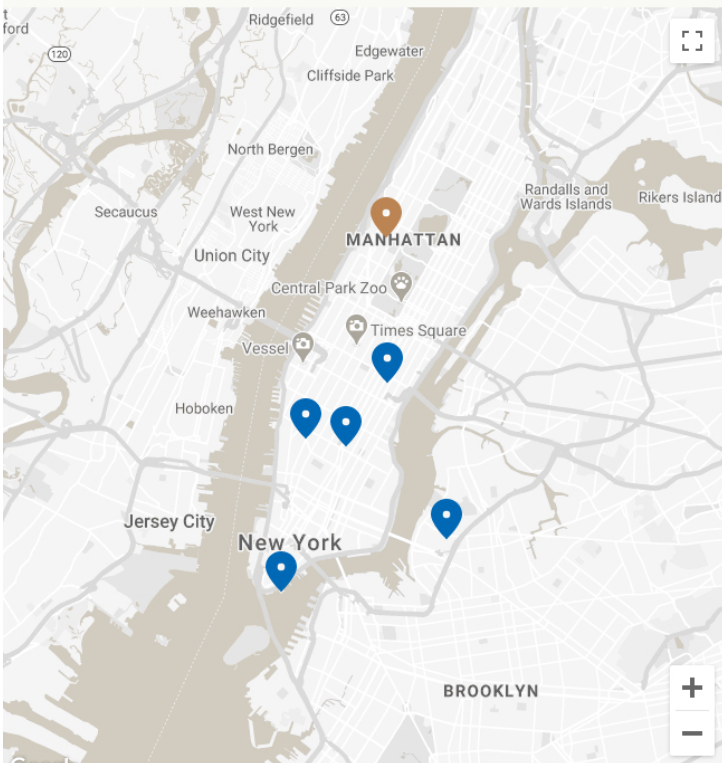 t
ford
Ridgefield
63
120
Edgewater
Cliffside Park
North Bergen
Randalls and
Wards Islands
Rikers Island
Secaucus
West New
York
MANHATTAN
Union City
Central Park Zoo
Weehawken
Times Square
Vessel
Hoboken
Jersey City
New York
BROOKLYN